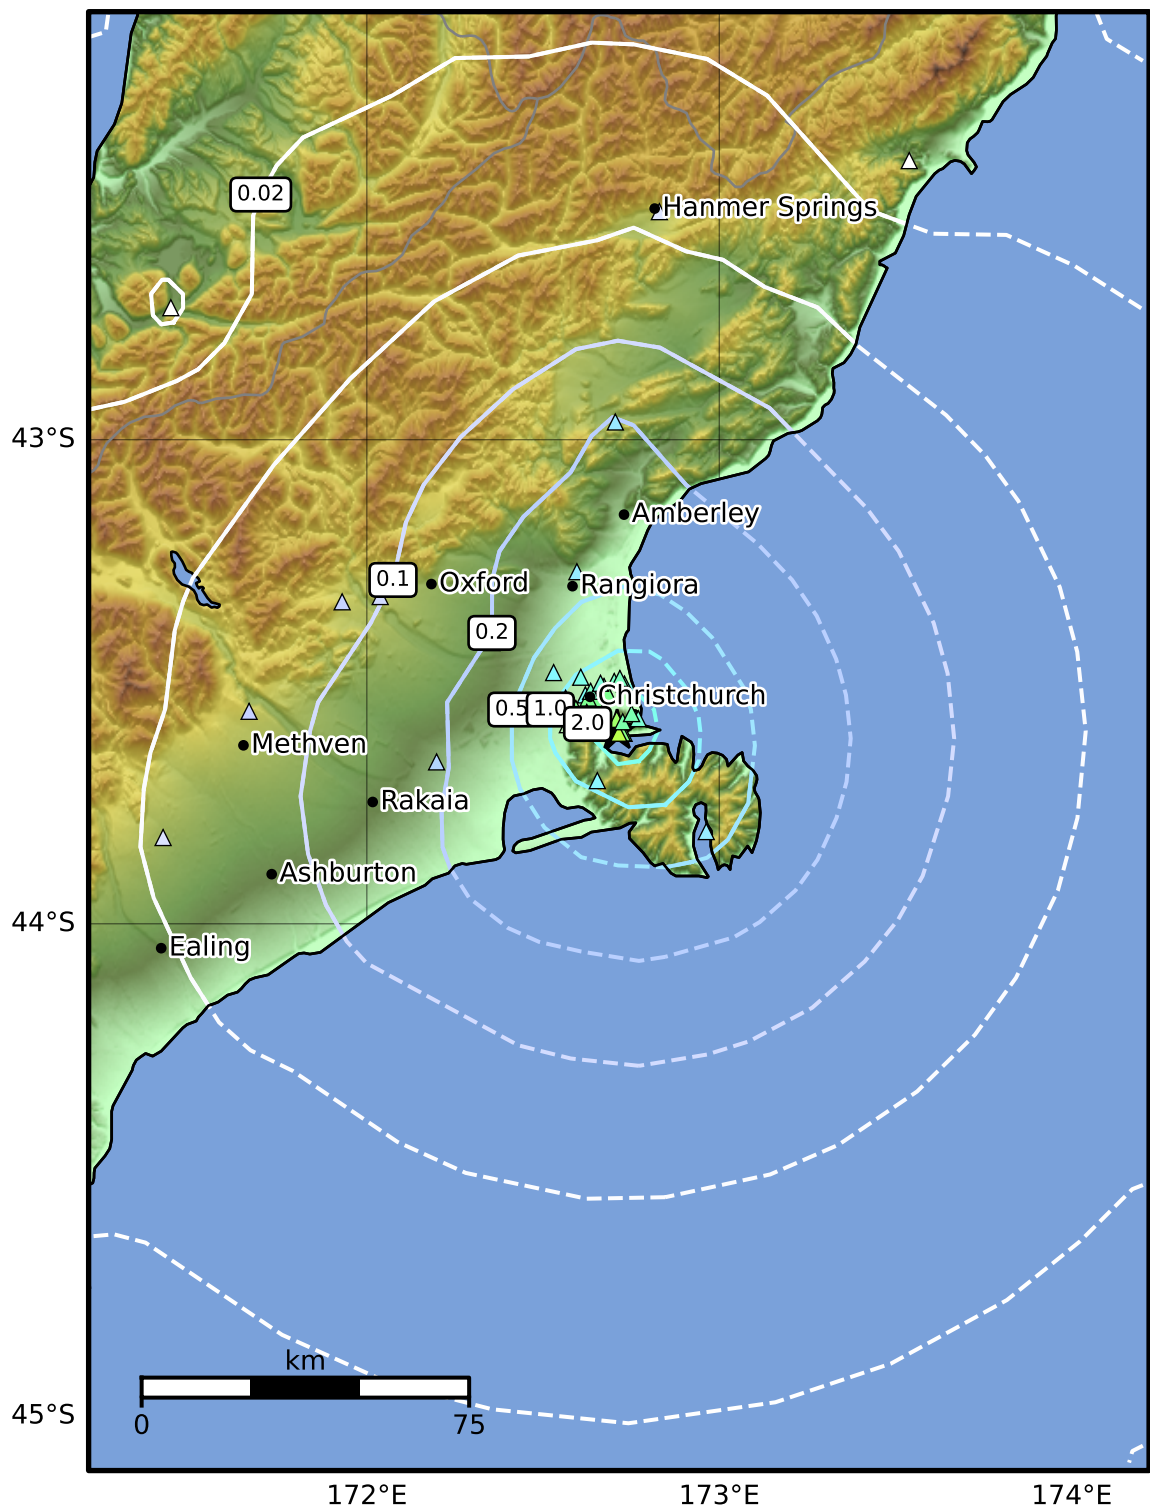 0.02
Hanmer Springs
43°S
Amberley
0.1
Oxford
Rangiora
0.2
Christchurch
0.5
1.0
2.0
Methven
Rakaia
Ashburton
44°S
Ealing
km
0
75
45°S
172°E
173°E
174°E